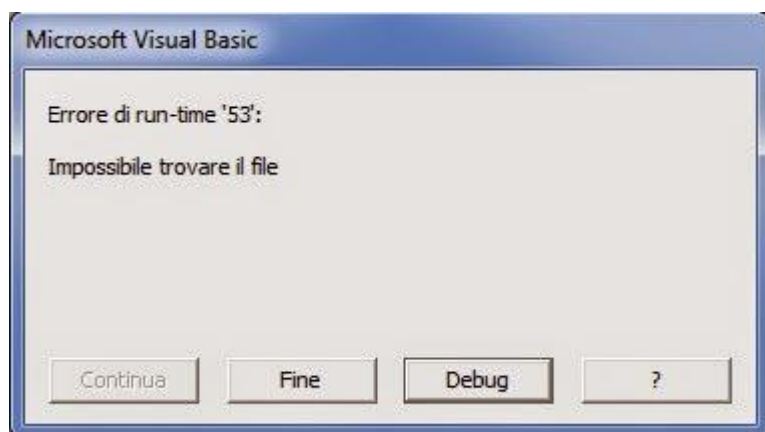 Microsoft Visual Basic
Errore di run-time '53':
Impossibile trovare il file
Continua Fine Debug ?